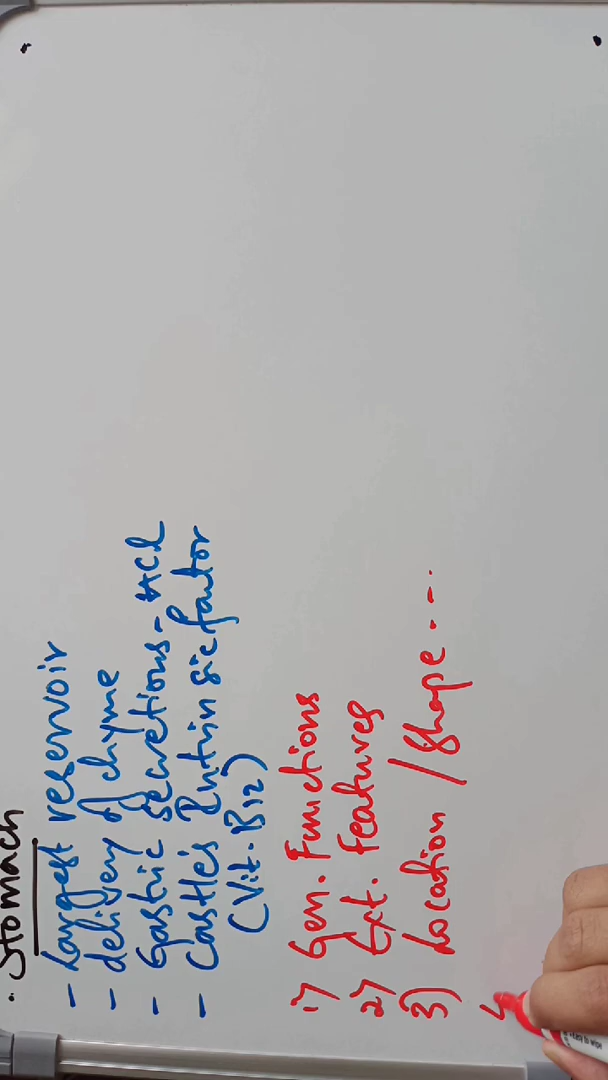 . Stomach
- Largest reservoir
- delivery of chyme
- Gastric secretions - HCl
- Castle's Intrinsic factor
(Vit. B12)
1) Gen. Functions
2) Ext. Features
3) Location / Shape ...